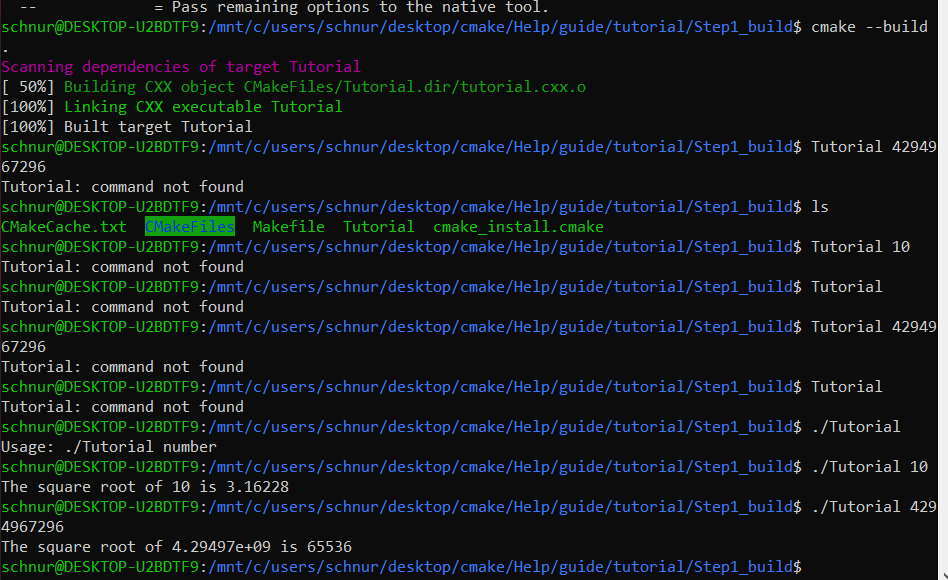 --             = Pass remaining options to the native tool.
schnur@DESKTOP-U2BDTF9:/mnt/c/users/schnur/desktop/cmake/Help/guide/tutorial/Step1_build$ cmake --build
.
Scanning dependencies of target Tutorial
[ 50%] Building CXX object CMakeFiles/Tutorial.dir/tutorial.cxx.o
[100%] Linking CXX executable Tutorial
[100%] Built target Tutorial
schnur@DESKTOP-U2BDTF9:/mnt/c/users/schnur/desktop/cmake/Help/guide/tutorial/Step1_build$ Tutorial 42949
67296
Tutorial: command not found
schnur@DESKTOP-U2BDTF9:/mnt/c/users/schnur/desktop/cmake/Help/guide/tutorial/Step1_build$ ls
CMakeCache.txt  CMakeFiles  Makefile  Tutorial  cmake_install.cmake
schnur@DESKTOP-U2BDTF9:/mnt/c/users/schnur/desktop/cmake/Help/guide/tutorial/Step1_build$ Tutorial 10
Tutorial: command not found
schnur@DESKTOP-U2BDTF9:/mnt/c/users/schnur/desktop/cmake/Help/guide/tutorial/Step1_build$ Tutorial
Tutorial: command not found
schnur@DESKTOP-U2BDTF9:/mnt/c/users/schnur/desktop/cmake/Help/guide/tutorial/Step1_build$ Tutorial 42949
67296
Tutorial: command not found
schnur@DESKTOP-U2BDTF9:/mnt/c/users/schnur/desktop/cmake/Help/guide/tutorial/Step1_build$ Tutorial
Tutorial: command not found
schnur@DESKTOP-U2BDTF9:/mnt/c/users/schnur/desktop/cmake/Help/guide/tutorial/Step1_build$ ./Tutorial
Usage: ./Tutorial number
schnur@DESKTOP-U2BDTF9:/mnt/c/users/schnur/desktop/cmake/Help/guide/tutorial/Step1_build$ ./Tutorial 10
The square root of 10 is 3.16228
schnur@DESKTOP-U2BDTF9:/mnt/c/users/schnur/desktop/cmake/Help/guide/tutorial/Step1_build$ ./Tutorial 429
4967296
The square root of 4.29497e+09 is 65536
schnur@DESKTOP-U2BDTF9:/mnt/c/users/schnur/desktop/cmake/Help/guide/tutorial/Step1_build$